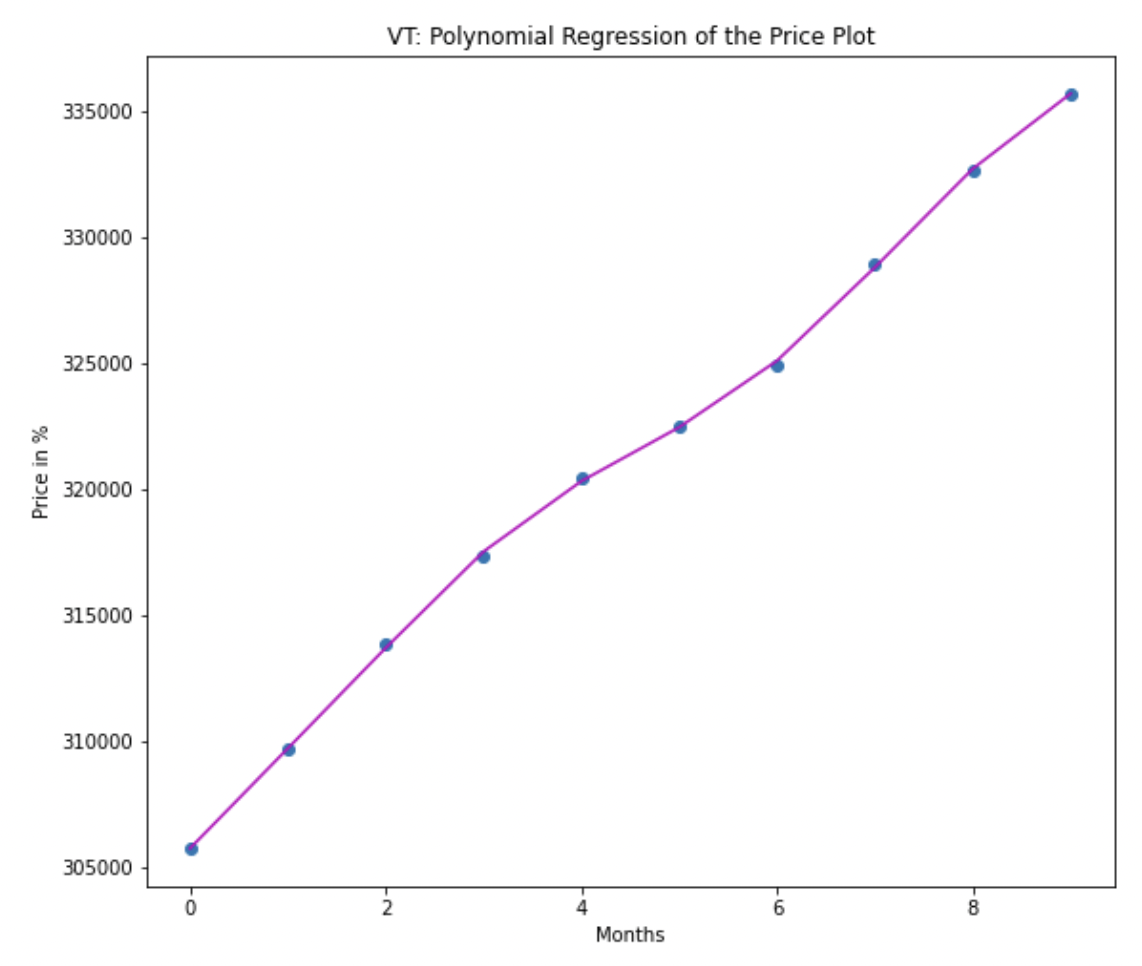 VT: Polynomial Regression of the Price Plot
335000
330000
325000
320000
315000
310000
305000
Price in %
0 2 4 6 8
Months